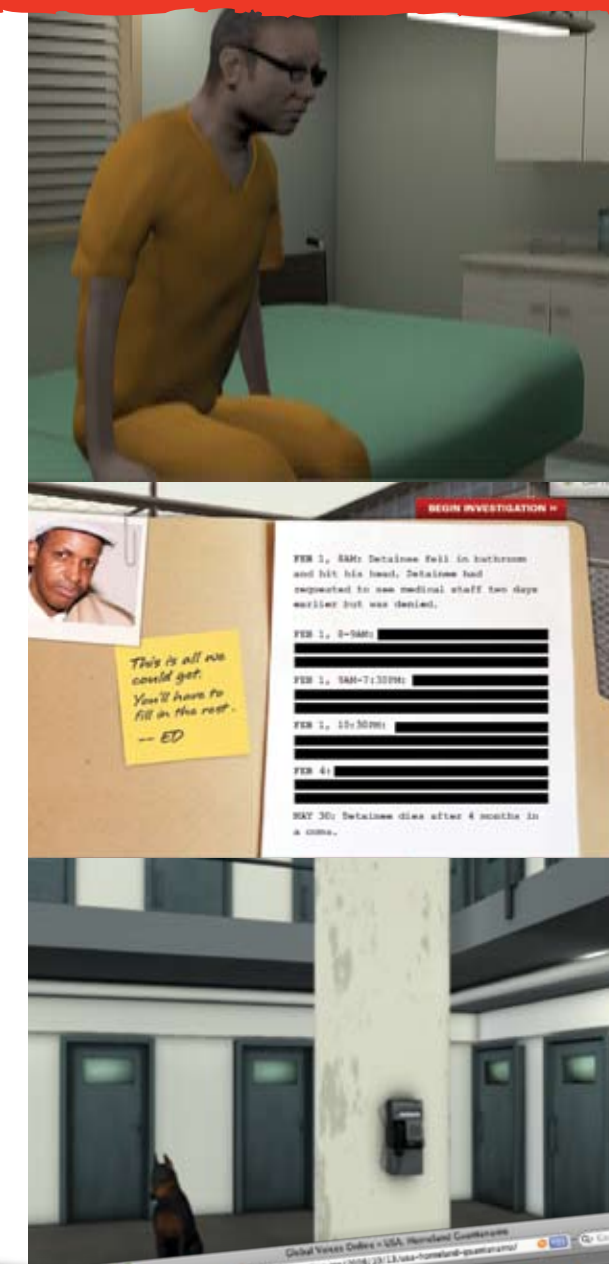 BEGIN INVESTIGATION »
FEB 1, 8AM: Detainee fell in bathroom
and hit his head. Detainee had
requested to see medical staff two days
earlier but was denied.
This is all we
could get.
You'll have to
fill in the rest.
-- ED
FEB 1, 8-9AM:
FEB 1, 9AM-7:30PM:
FEB 1, 10:30PM:
FEB 4:
MAY 30: Detainee dies after 4 months in
a coma.
Global Voices Online » USA: Homeland Guantanamo
usa-homeland-guantanamo/